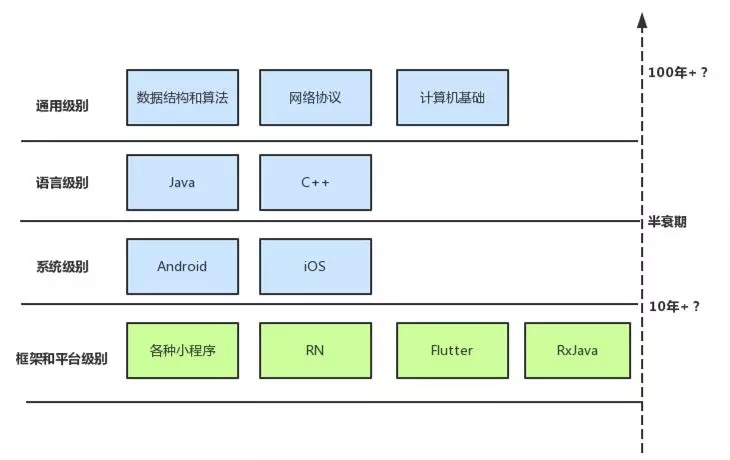 100年+ ?
通用级别
数据结构和算法
网络协议
计算机基础
语言级别
Java
C++
半衰期
系统级别
Android
iOS
10年+ ?
框架和平台级别
各种小程序
RN
Flutter
RxJava